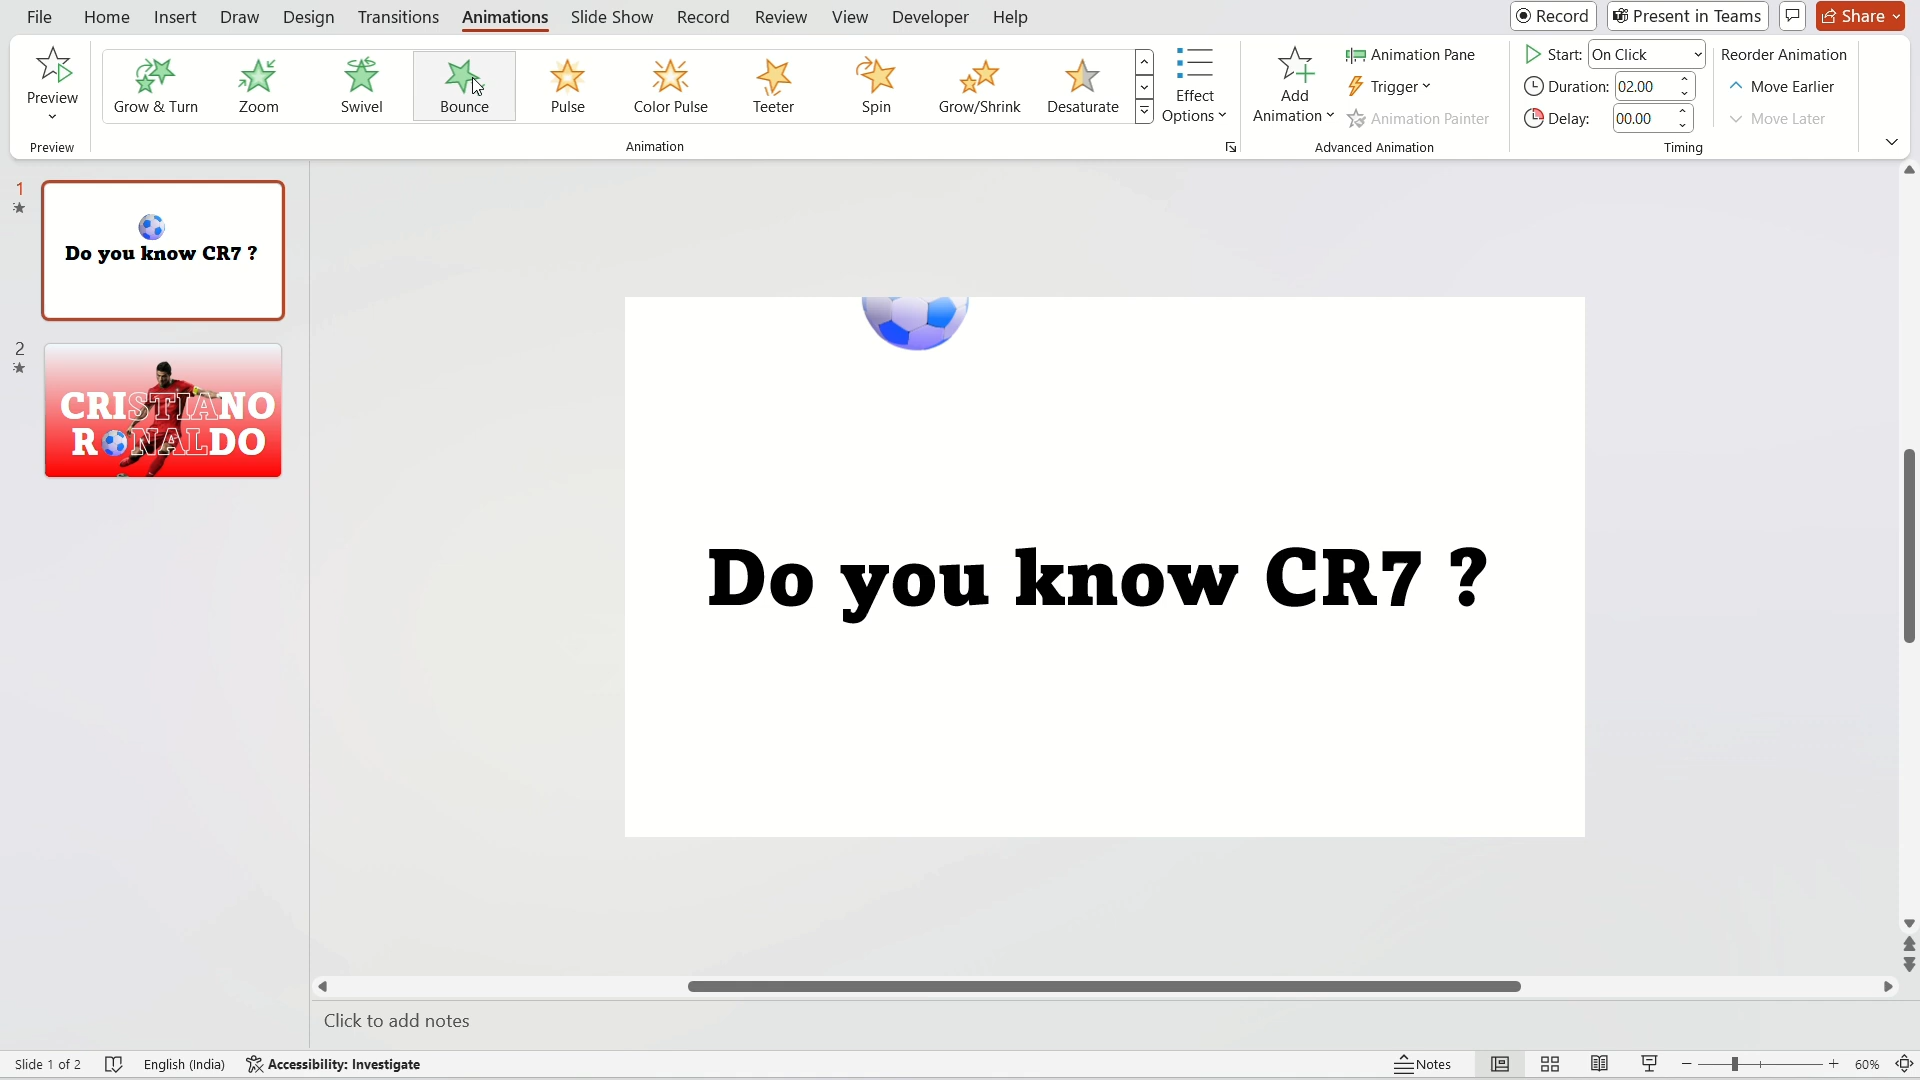 File Home Insert Draw Design Transitions Animations Slide Show Record Review View Developer Help
Record Present in Teams Share
Preview
Grow & Turn Zoom Swivel Bounce Pulse Color Pulse Teeter Spin Grow/Shrink Desaturate
Effect Options
Add Animation
Animation Pane
Trigger
Animation Painter
Start: On Click
Duration: 02.00
Delay: 00.00
Reorder Animation
Move Earlier
Move Later
Preview Animation Advanced Animation Timing
1
Do you know CR7 ?
2
CRISTIANO
RONALDO
Do you know CR7 ?
Click to add notes
Slide 1 of 2 English (India) Accessibility: Investigate Notes 60%